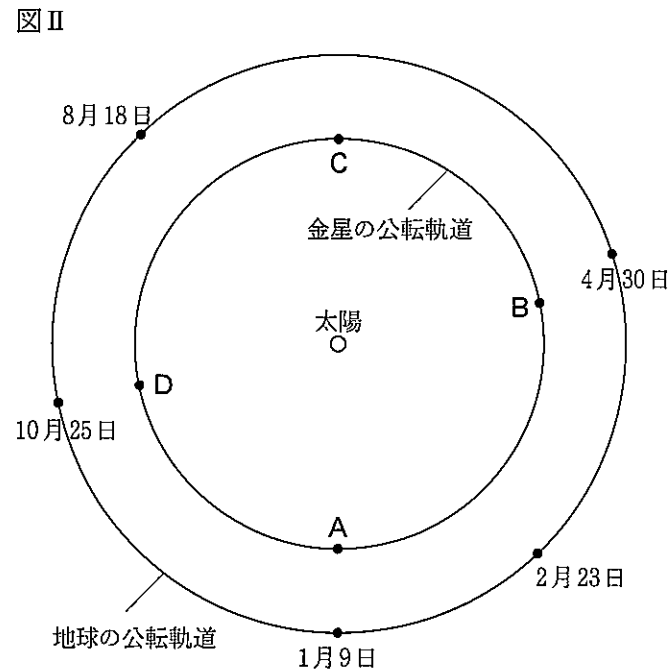 図Ⅱ
8月18日
C
金星の公転軌道
4月30日
B
太陽
D
10月25日
A
2月23日
地球の公転軌道
1月9日